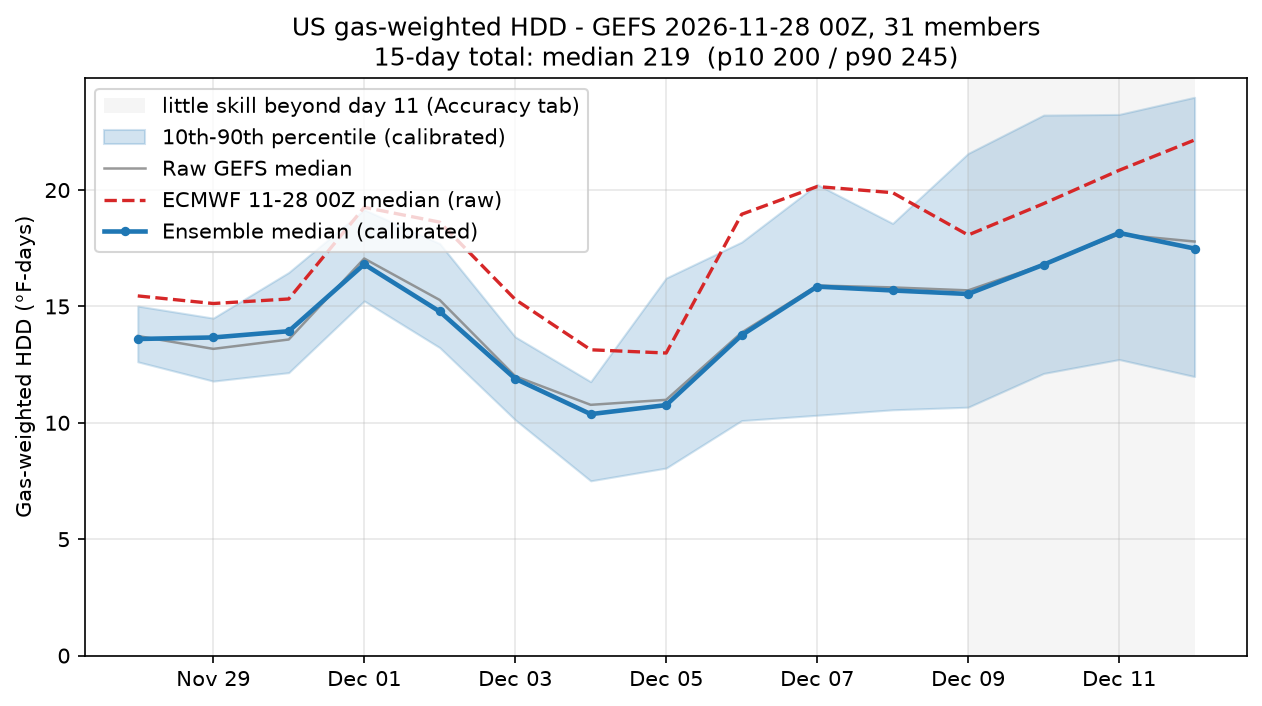 US gas-weighted HDD - GEFS 2026-11-28 00Z, 31 members
15-day total: median 219  (p10 200 / p90 245)
little skill beyond day 11 (Accuracy tab)
10th-90th percentile (calibrated)
Raw GEFS median
ECMWF 11-28 00Z median (raw)
Ensemble median (calibrated)
Gas-weighted HDD (°F-days)
20
15
10
5
0
Nov 29
Dec 01
Dec 03
Dec 05
Dec 07
Dec 09
Dec 11